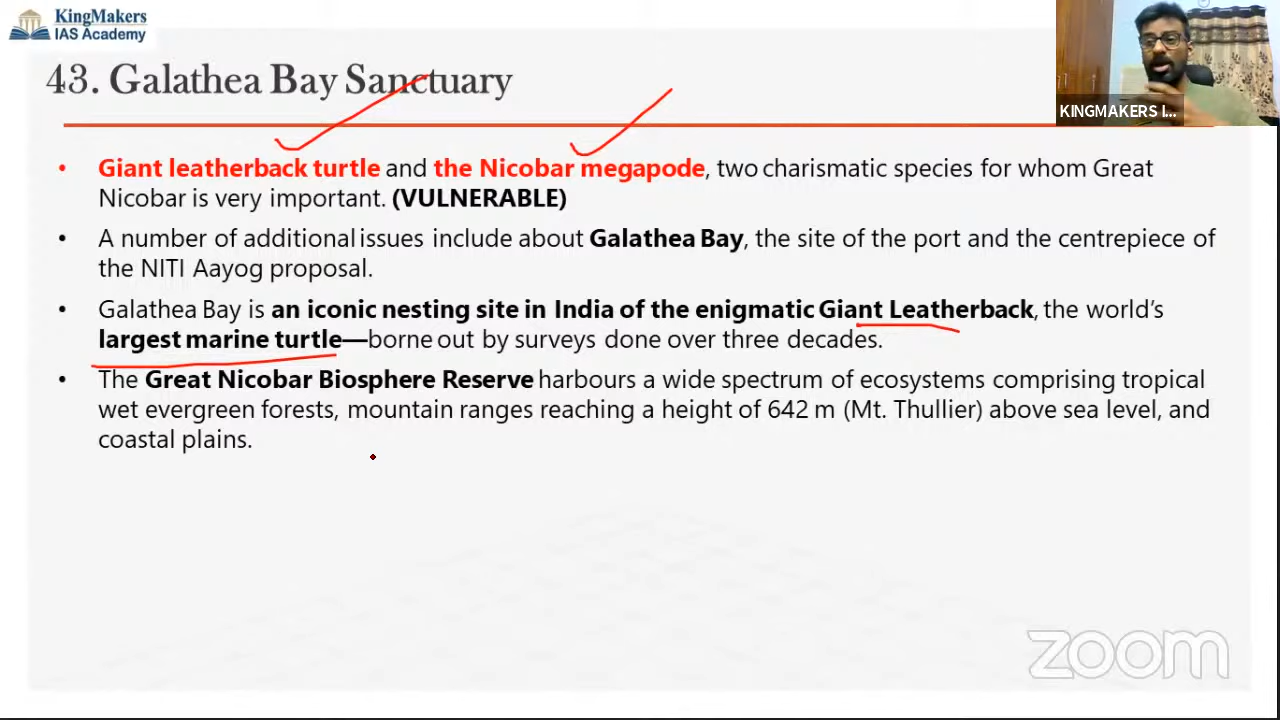 KingMakers
IAS Academy
43. Galathea Bay Sanctuary
KINGMAKERS I...
• Giant leatherback turtle and the Nicobar megapode, two charismatic species for whom Great
Nicobar is very important. (VULNERABLE)
• A number of additional issues include about Galathea Bay, the site of the port and the centrepiece of
the NITI Aayog proposal.
• Galathea Bay is an iconic nesting site in India of the enigmatic Giant Leatherback, the world's
largest marine turtle—borne out by surveys done over three decades.
• The Great Nicobar Biosphere Reserve harbours a wide spectrum of ecosystems comprising tropical
wet evergreen forests, mountain ranges reaching a height of 642 m (Mt. Thullier) above sea level, and
coastal plains.
zoom